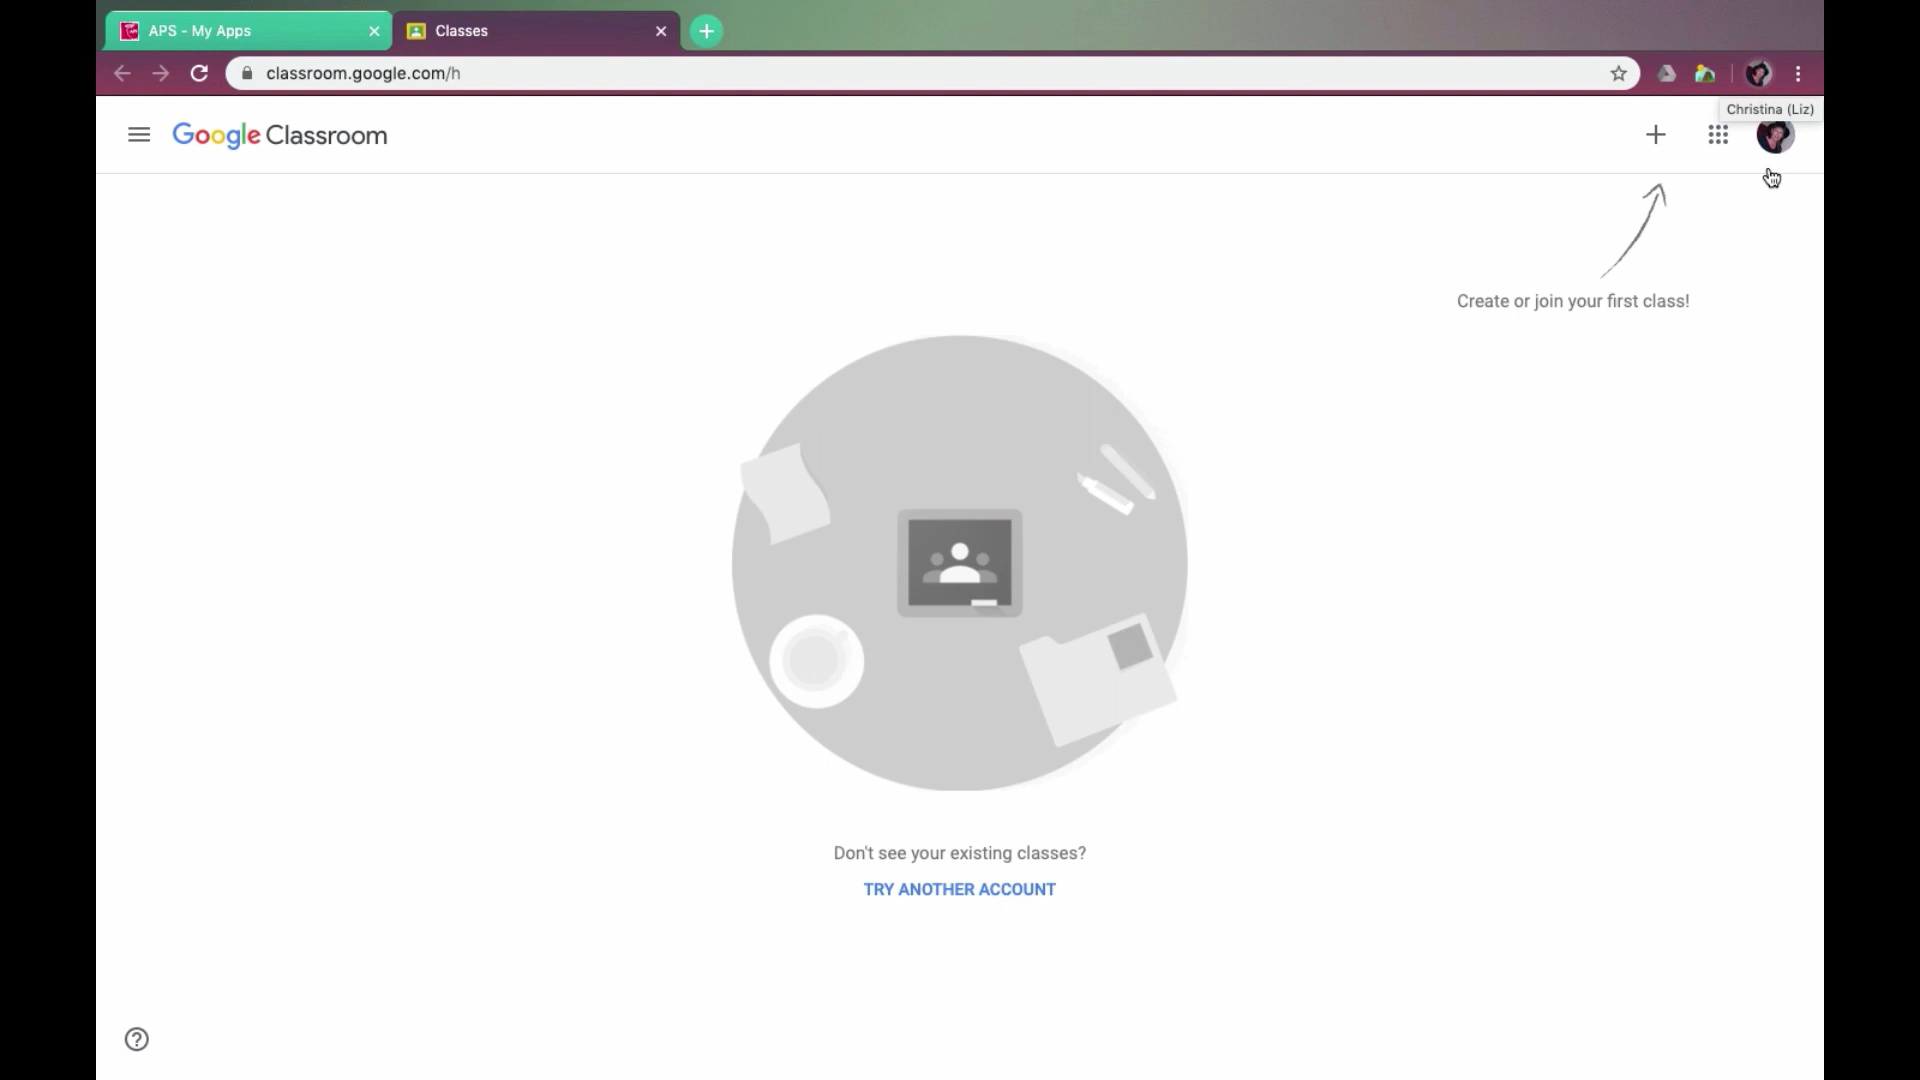 APS - My Apps
Classes
classroom.google.com/h
Christina (Liz)
Google Classroom
Create or join your first class!
Don't see your existing classes?
TRY ANOTHER ACCOUNT